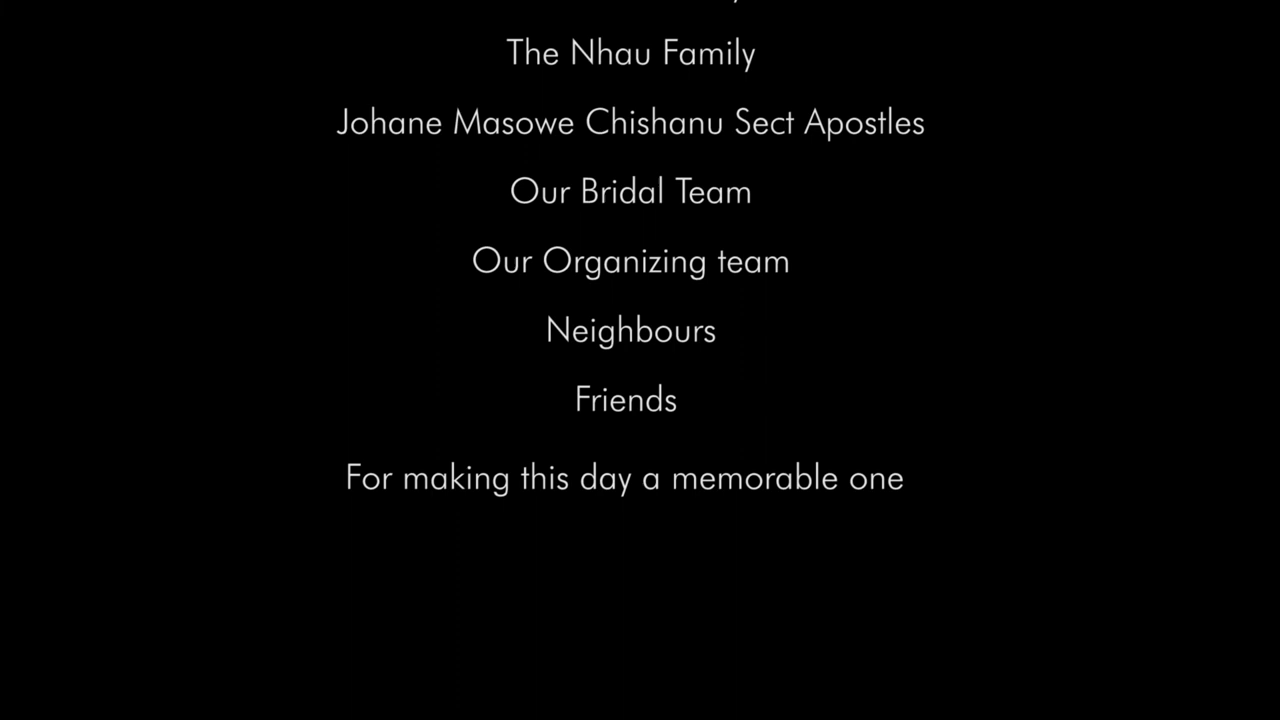 The Nhau Family
Johane Masowe Chishanu Sect Apostles
Our Bridal Team
Our Organizing team
Neighbours
Friends
For making this day a memorable one